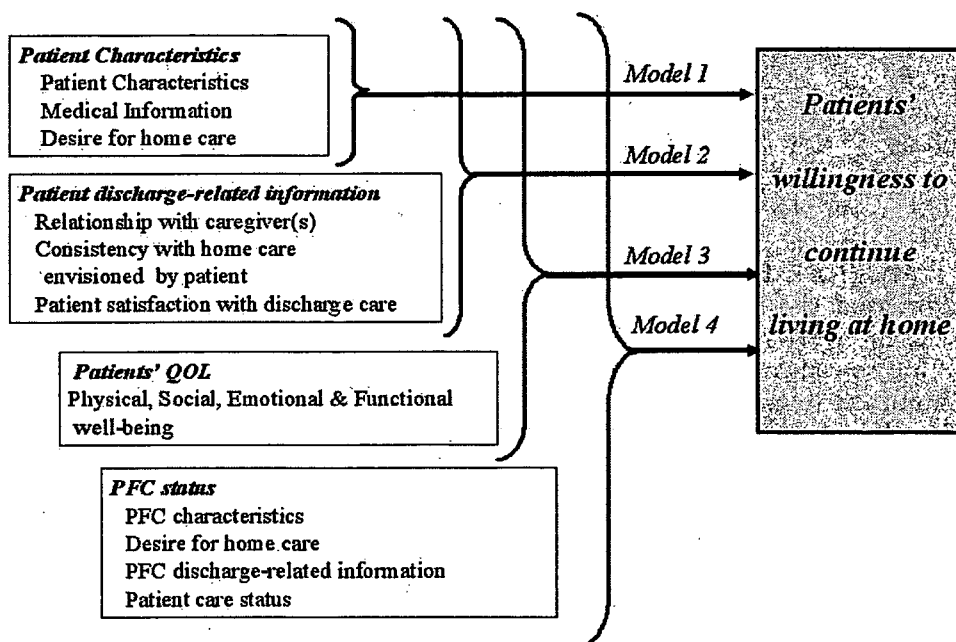 Patient Characteristics
Patient Characteristics
Medical Information
Desire for home care
Patient discharge-related information
Relationship with caregiver(s)
Consistency with home care
envisioned by patient
Patient satisfaction with discharge care
Patients' QOL
Physical, Social, Emotional & Functional
well-being
PFC status
PFC characteristics
Desire for home care
PFC discharge-related information
Patient care status
Model 1
Model 2
Model 3
Model 4
Patients'
willingness to
continue
living at home